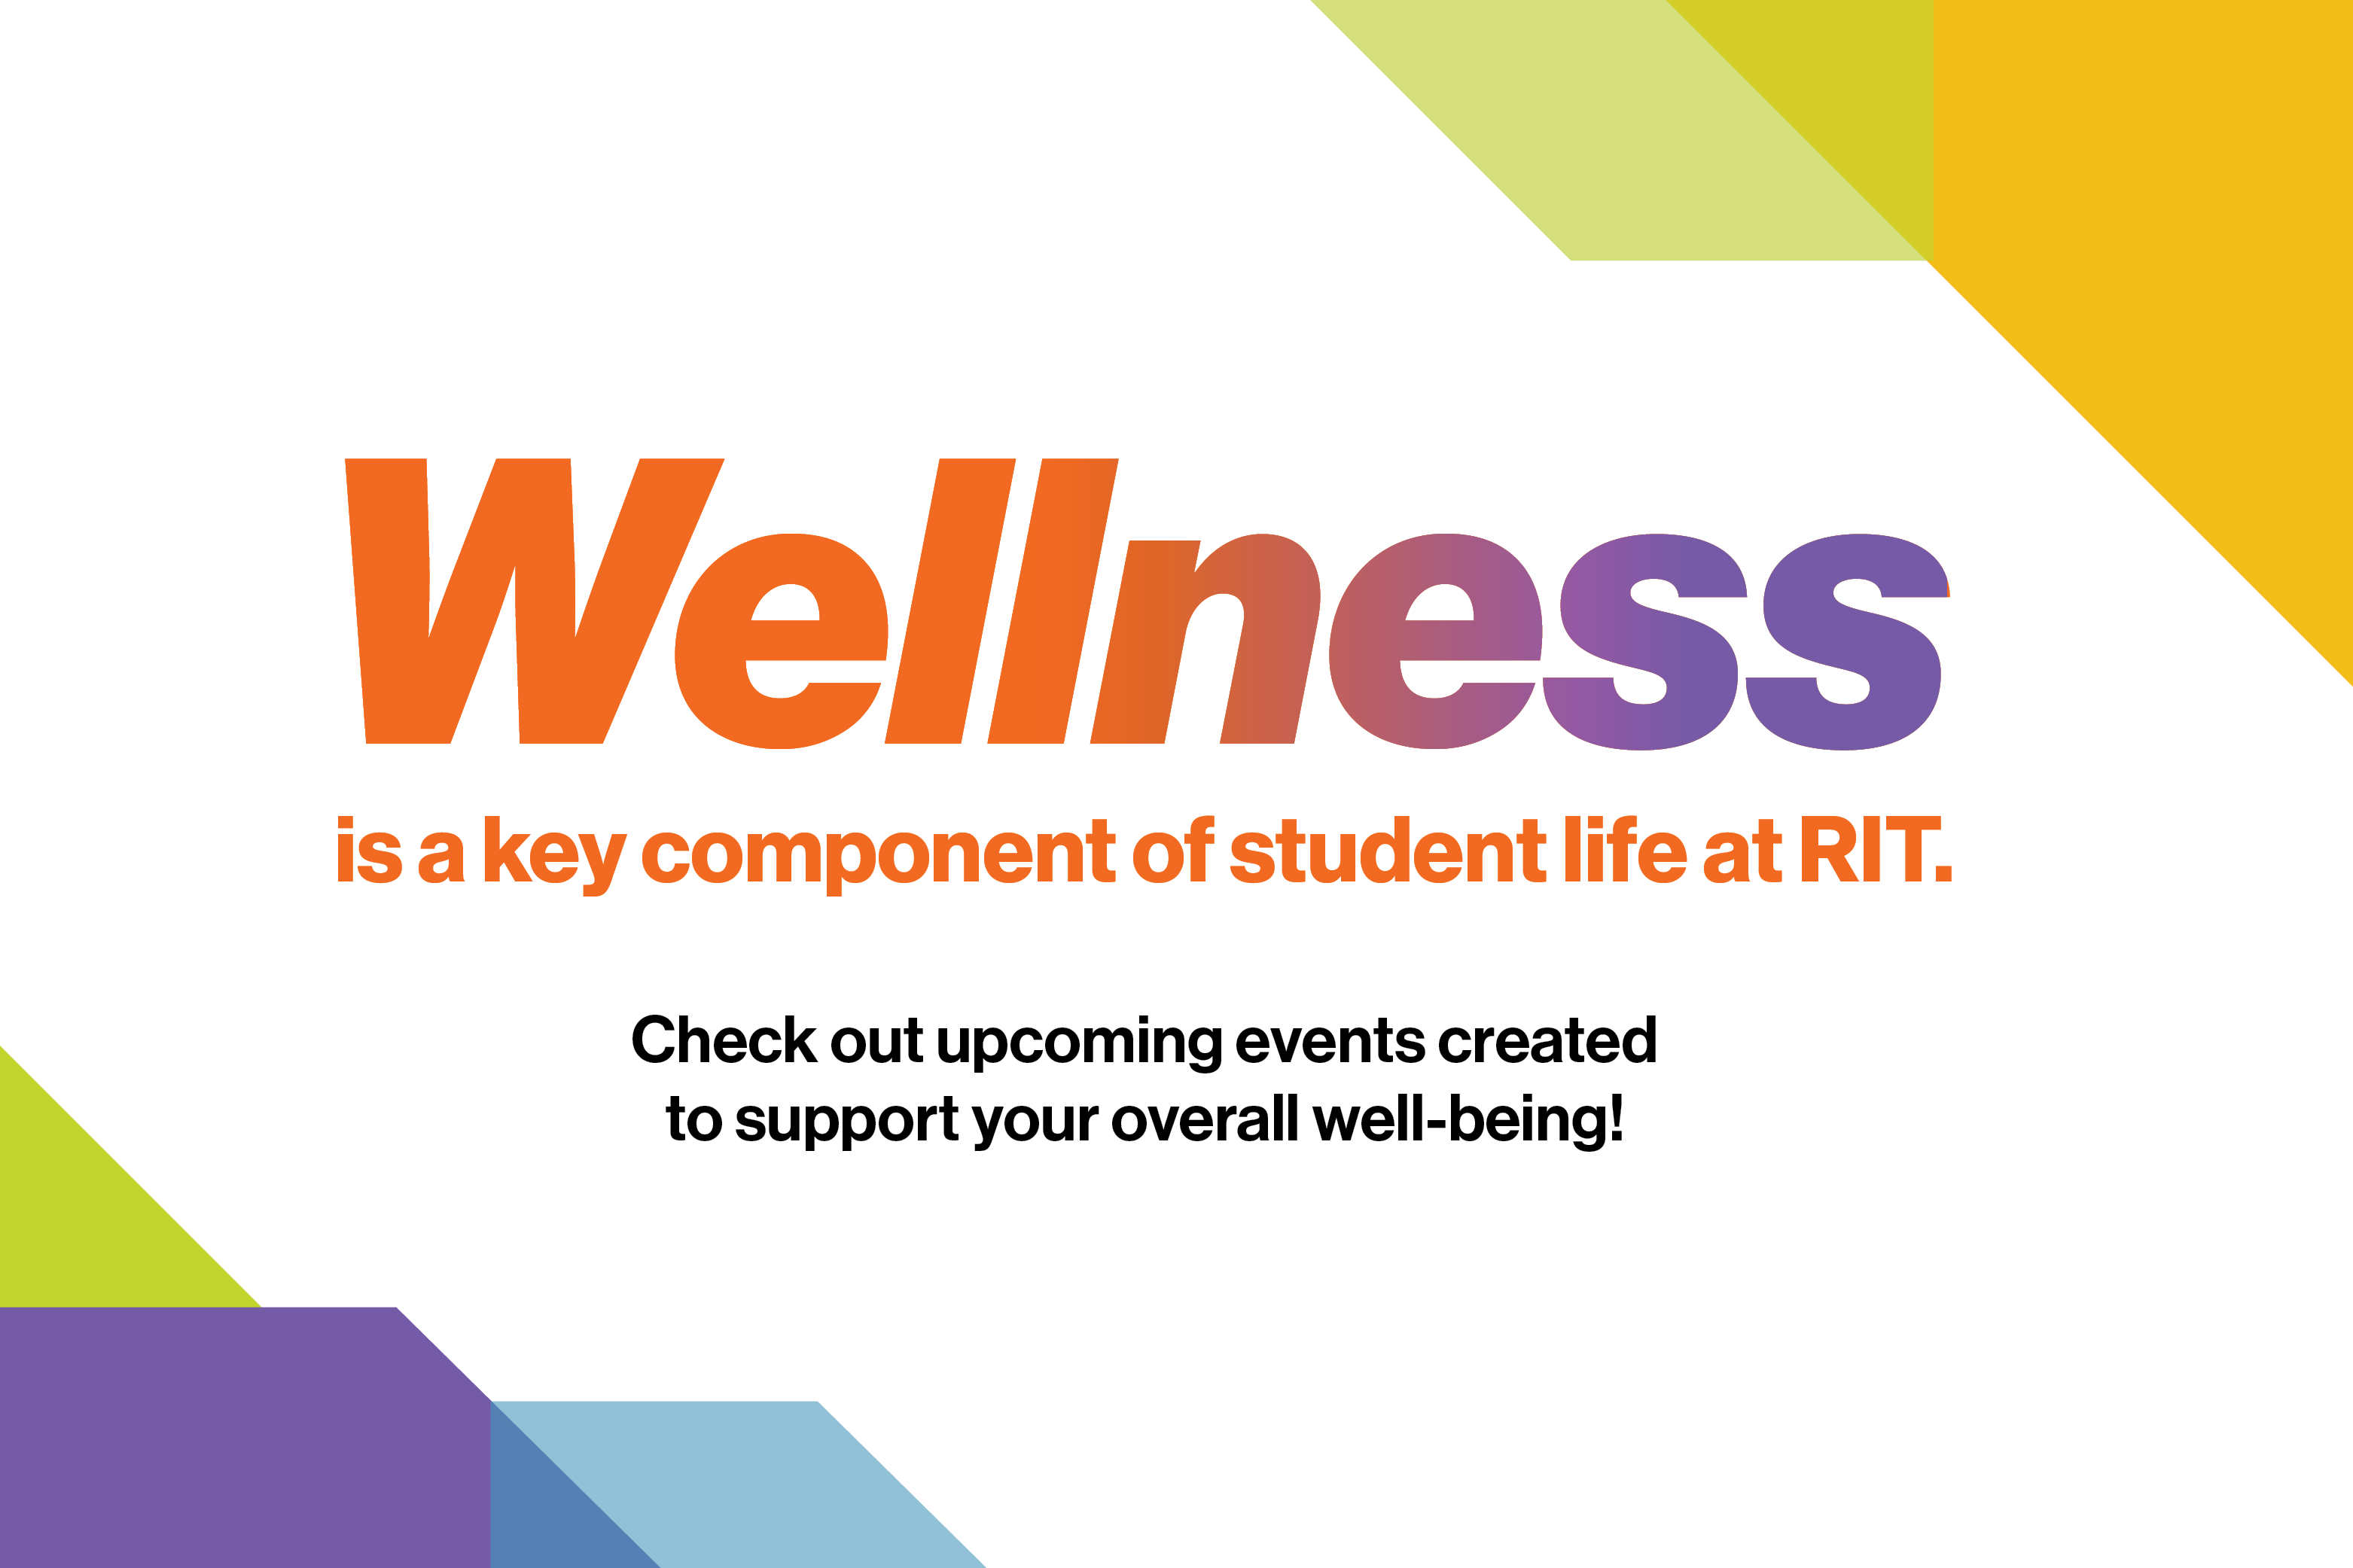 Wellness
is a key component of student life at RIT.
Check out upcoming events created
to support your overall well-being!